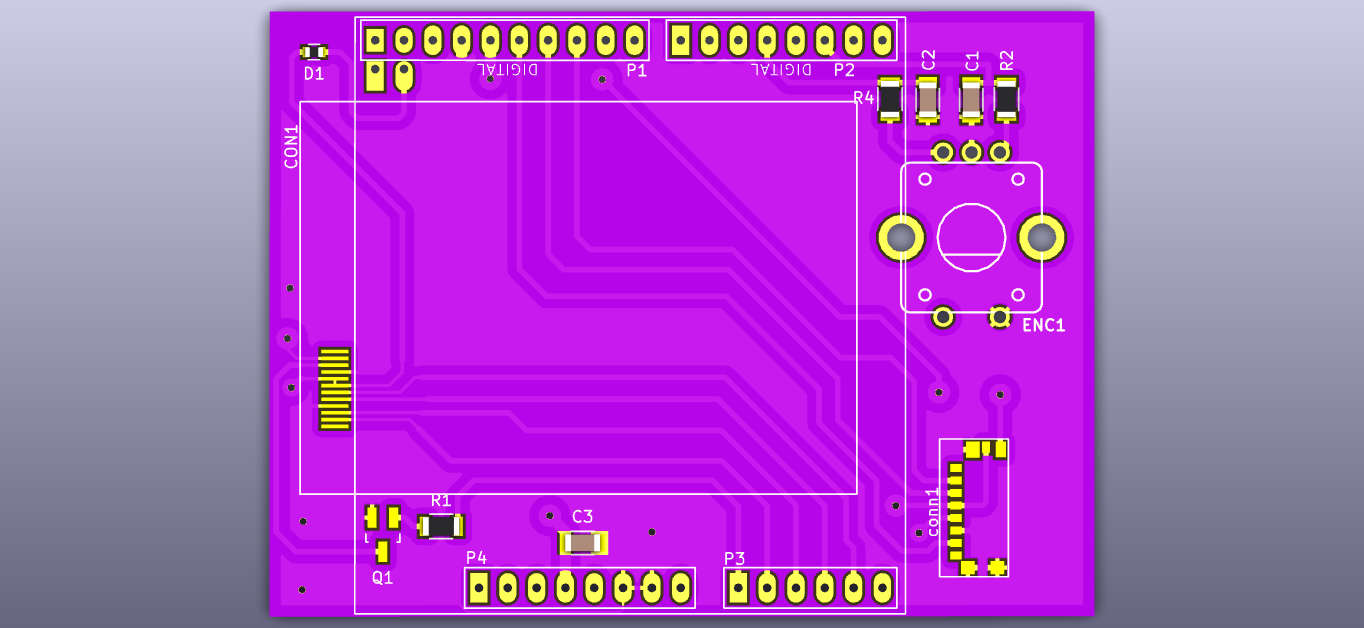 D1
DIGITAL
P1
DIGITAL
P2
R4
C2
C1
R2
CON1
ENC1
R1
C3
conn1
Q1
P4
P3